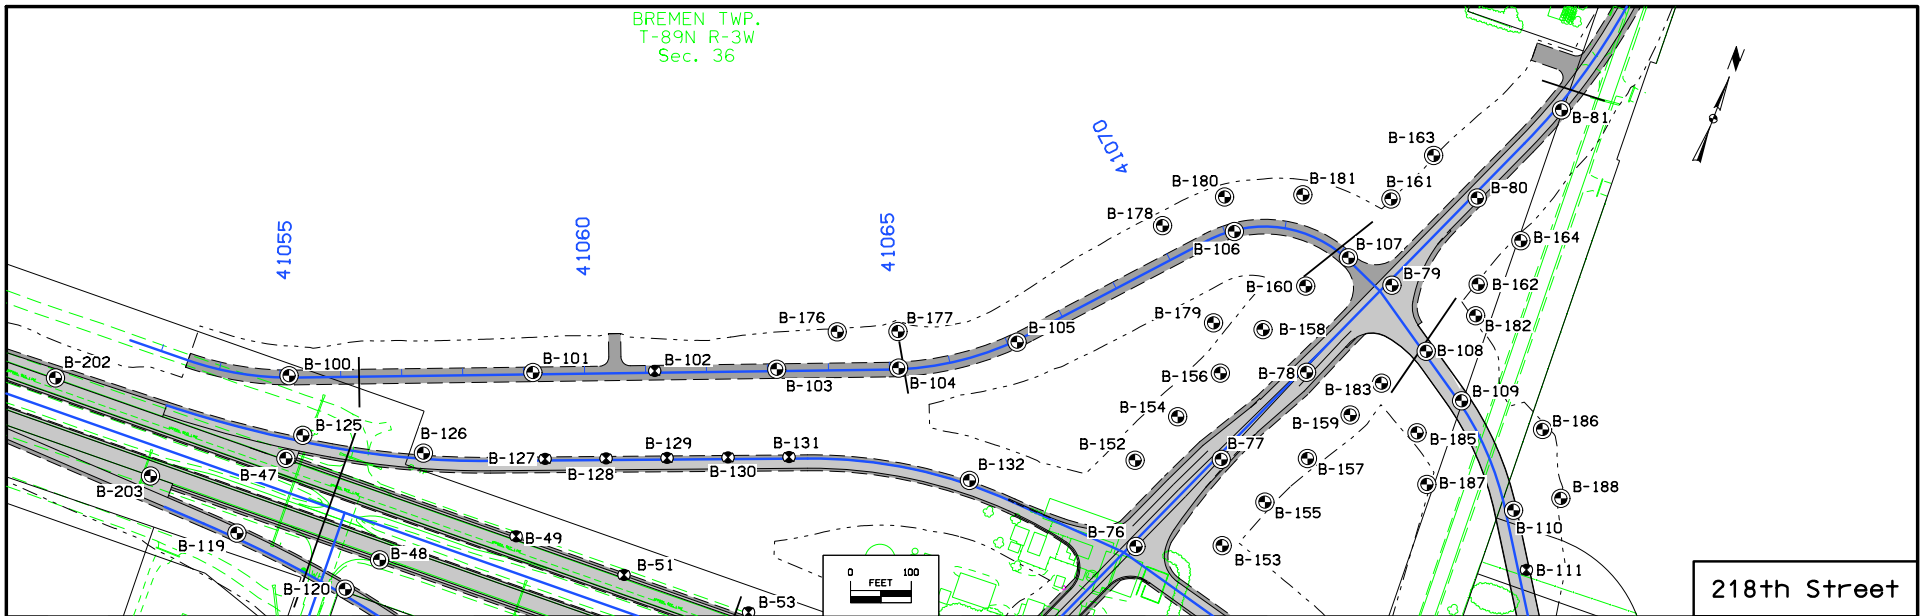 BREMEN TWP.
T-89N R-3W
Sec. 36
41055
41060
41065
41070
B-81
B-163
B-180
B-181
B-161
B-80
B-178
B-106
B-107
B-164
B-79
B-160
B-162
B-176
B-177
B-179
B-158
B-182
B-105
B-202
B-100
B-101
B-102
B-103
B-104
B-156
B-78
B-108
B-183
B-109
B-154
B-159
B-125
B-126
B-129
B-131
B-152
B-77
B-185
B-186
B-47
B-127
B-128
B-130
B-132
B-157
B-187
B-188
B-203
B-155
B-110
B-119
B-48
B-49
B-76
B-153
B-120
B-51
B-111
B-53
0 100
FEET
218th Street
N